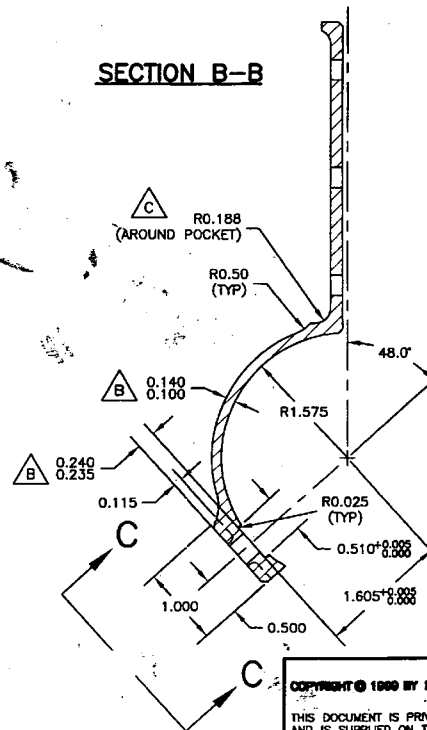 SECTION B-B
C
R0.188
(AROUND POCKET)
R0.50
(TYP)
48.0°
B
0.140
0.100
R1.575
B
0.240
0.235
0.115
R0.025
(TYP)
C
0.510+0.005
0.000
1.605+0.005
0.000
1.000
0.500
C
COPYRIGHT © 1999 BY
THIS DOCUMENT IS
AND IS SUPPLIED ON